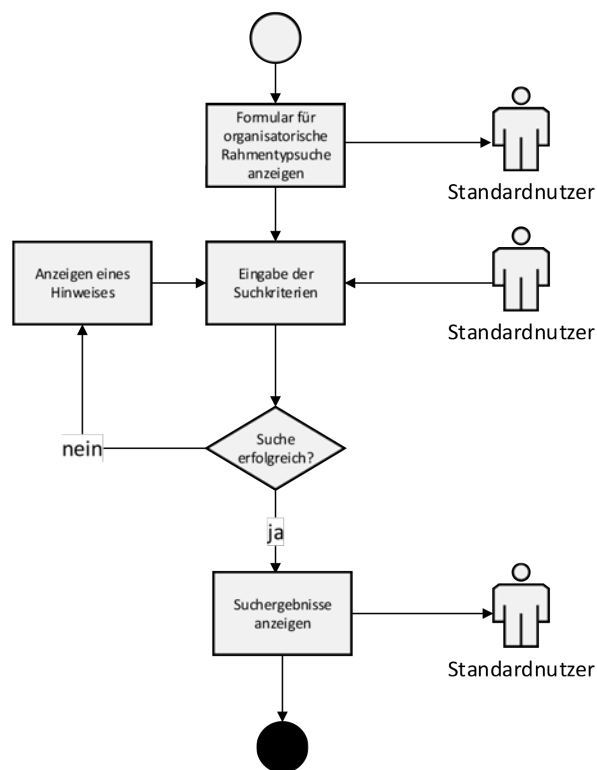 Formular für
organisatorische
Rahmentypsuche
anzeigen
Standardnutzer
Anzeigen eines
Hinweises
Eingabe der
Suchkriterien
Standardnutzer
Suche
erfolgreich?
nein
ja
Suchergebnisse
anzeigen
Standardnutzer